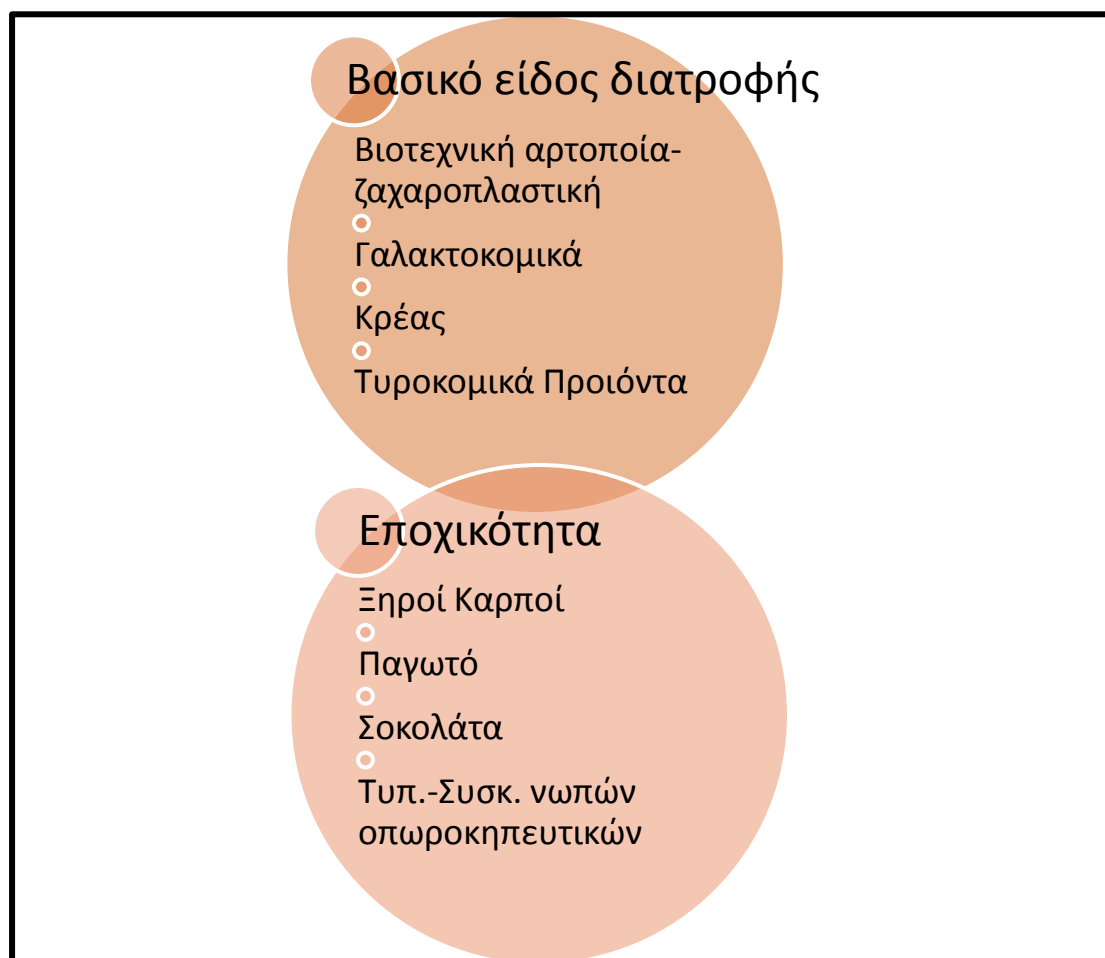 Βασικό είδος διατροφής
Βιοτεχνική αρτοποία-
ζαχαροπλαστική
Γαλακτοκομικά
Κρέας
Τυροκομικά Προιόντα
Εποχικότητα
Ξηροί Καρποί
Παγωτό
Σοκολάτα
Τυπ.-Συσκ. νωπών
οπωροκηπευτικών